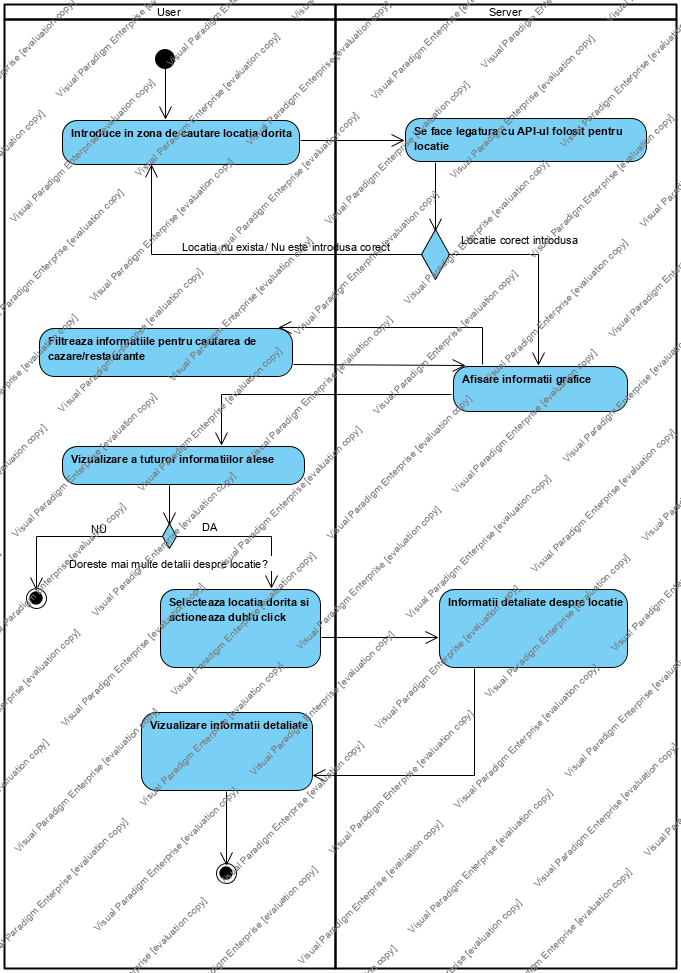 User
Server
Introduce in zona de cautare locatia dorita
Se face legatura cu API-ul folosit pentru
locatie
Locatia nu exista/ Nu este introdusa corect
Locatie corect introdusa
Filtreaza informatiile pentru cautarea de
cazare/restaurante
Afisare informatii grafice
Vizualizare a tuturor informatiilor alese
NU
DA
Doreste mai multe detalii despre locatie?
Selecteaza locatia dorita si
actioneaza dublu click
Informatii detaliate despre locatie
Vizualizare informatii detaliate
Visual Paradigm Enterprise [evaluation copy]